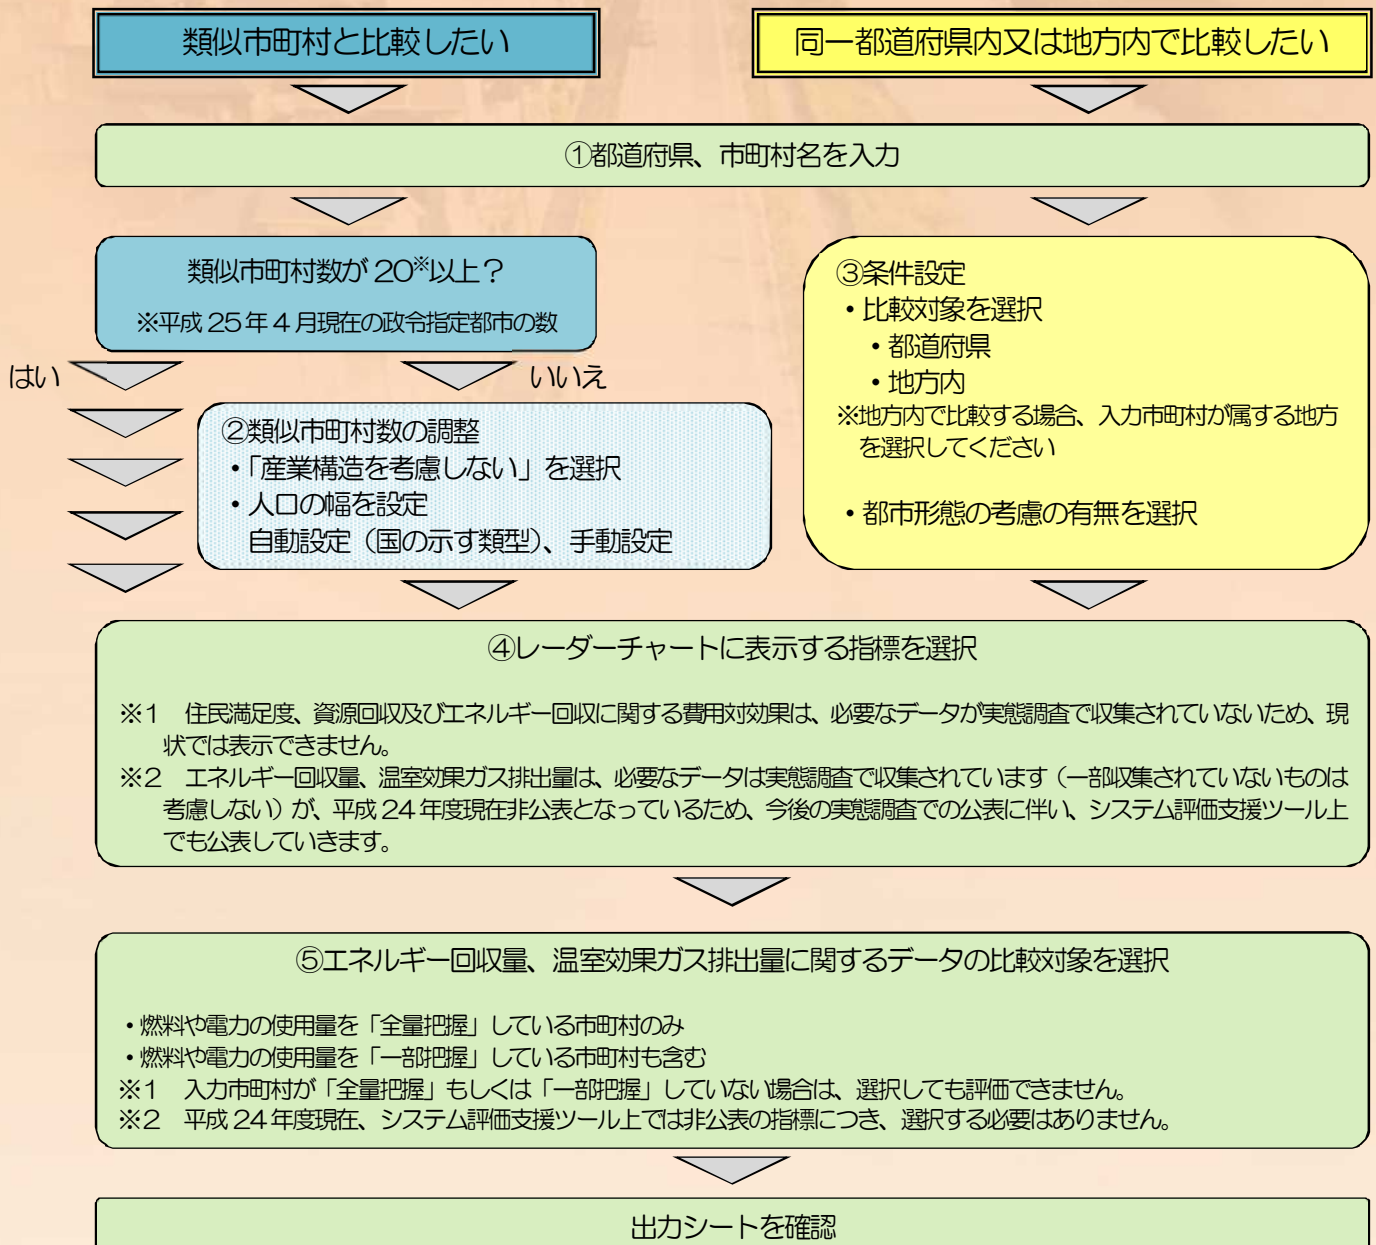 類似市町村と比較したい
同一都道府県内又は地方内で比較したい
①都道府県、市町村名を入力
類似市町村数が20※以上?
※平成25年4月現在の政令指定都市の数
はい
いいえ
②類似市町村数の調整
・「産業構造を考慮しない」を選択
・人口の幅を設定
自動設定（国の示す類型）、手動設定
③条件設定
・比較対象を選択
・都道府県
・地方内
※地方内で比較する場合、入力市町村が属する地方
を選択してください
・都市形態の考慮の有無を選択
④レーダーチャートに表示する指標を選択
※1 住民満足度、資源回収及びエネルギー回収に関する費用対効果は、必要なデータが実態調査で収集されていないため、現
状では表示できません。
※2 エネルギー回収量、温室効果ガス排出量は、必要なデータは実態調査で収集されています（一部収集されていないものは
考慮しない）が、平成24年度現在非公表となっているため、今後の実態調査での公表に伴い、システム評価支援ツール上
でも公表していきます。
⑤エネルギー回収量、温室効果ガス排出量に関するデータの比較対象を選択
・燃料や電力の使用量を「全量把握」している市町村のみ
・燃料や電力の使用量を「一部把握」している市町村も含む
※1 入力市町村が「全量把握」もしくは「一部把握」していない場合は、選択しても評価できません。
※2 平成24年度現在、システム評価支援ツール上では非公表の指標につき、選択する必要はありません。
出力シートを確認